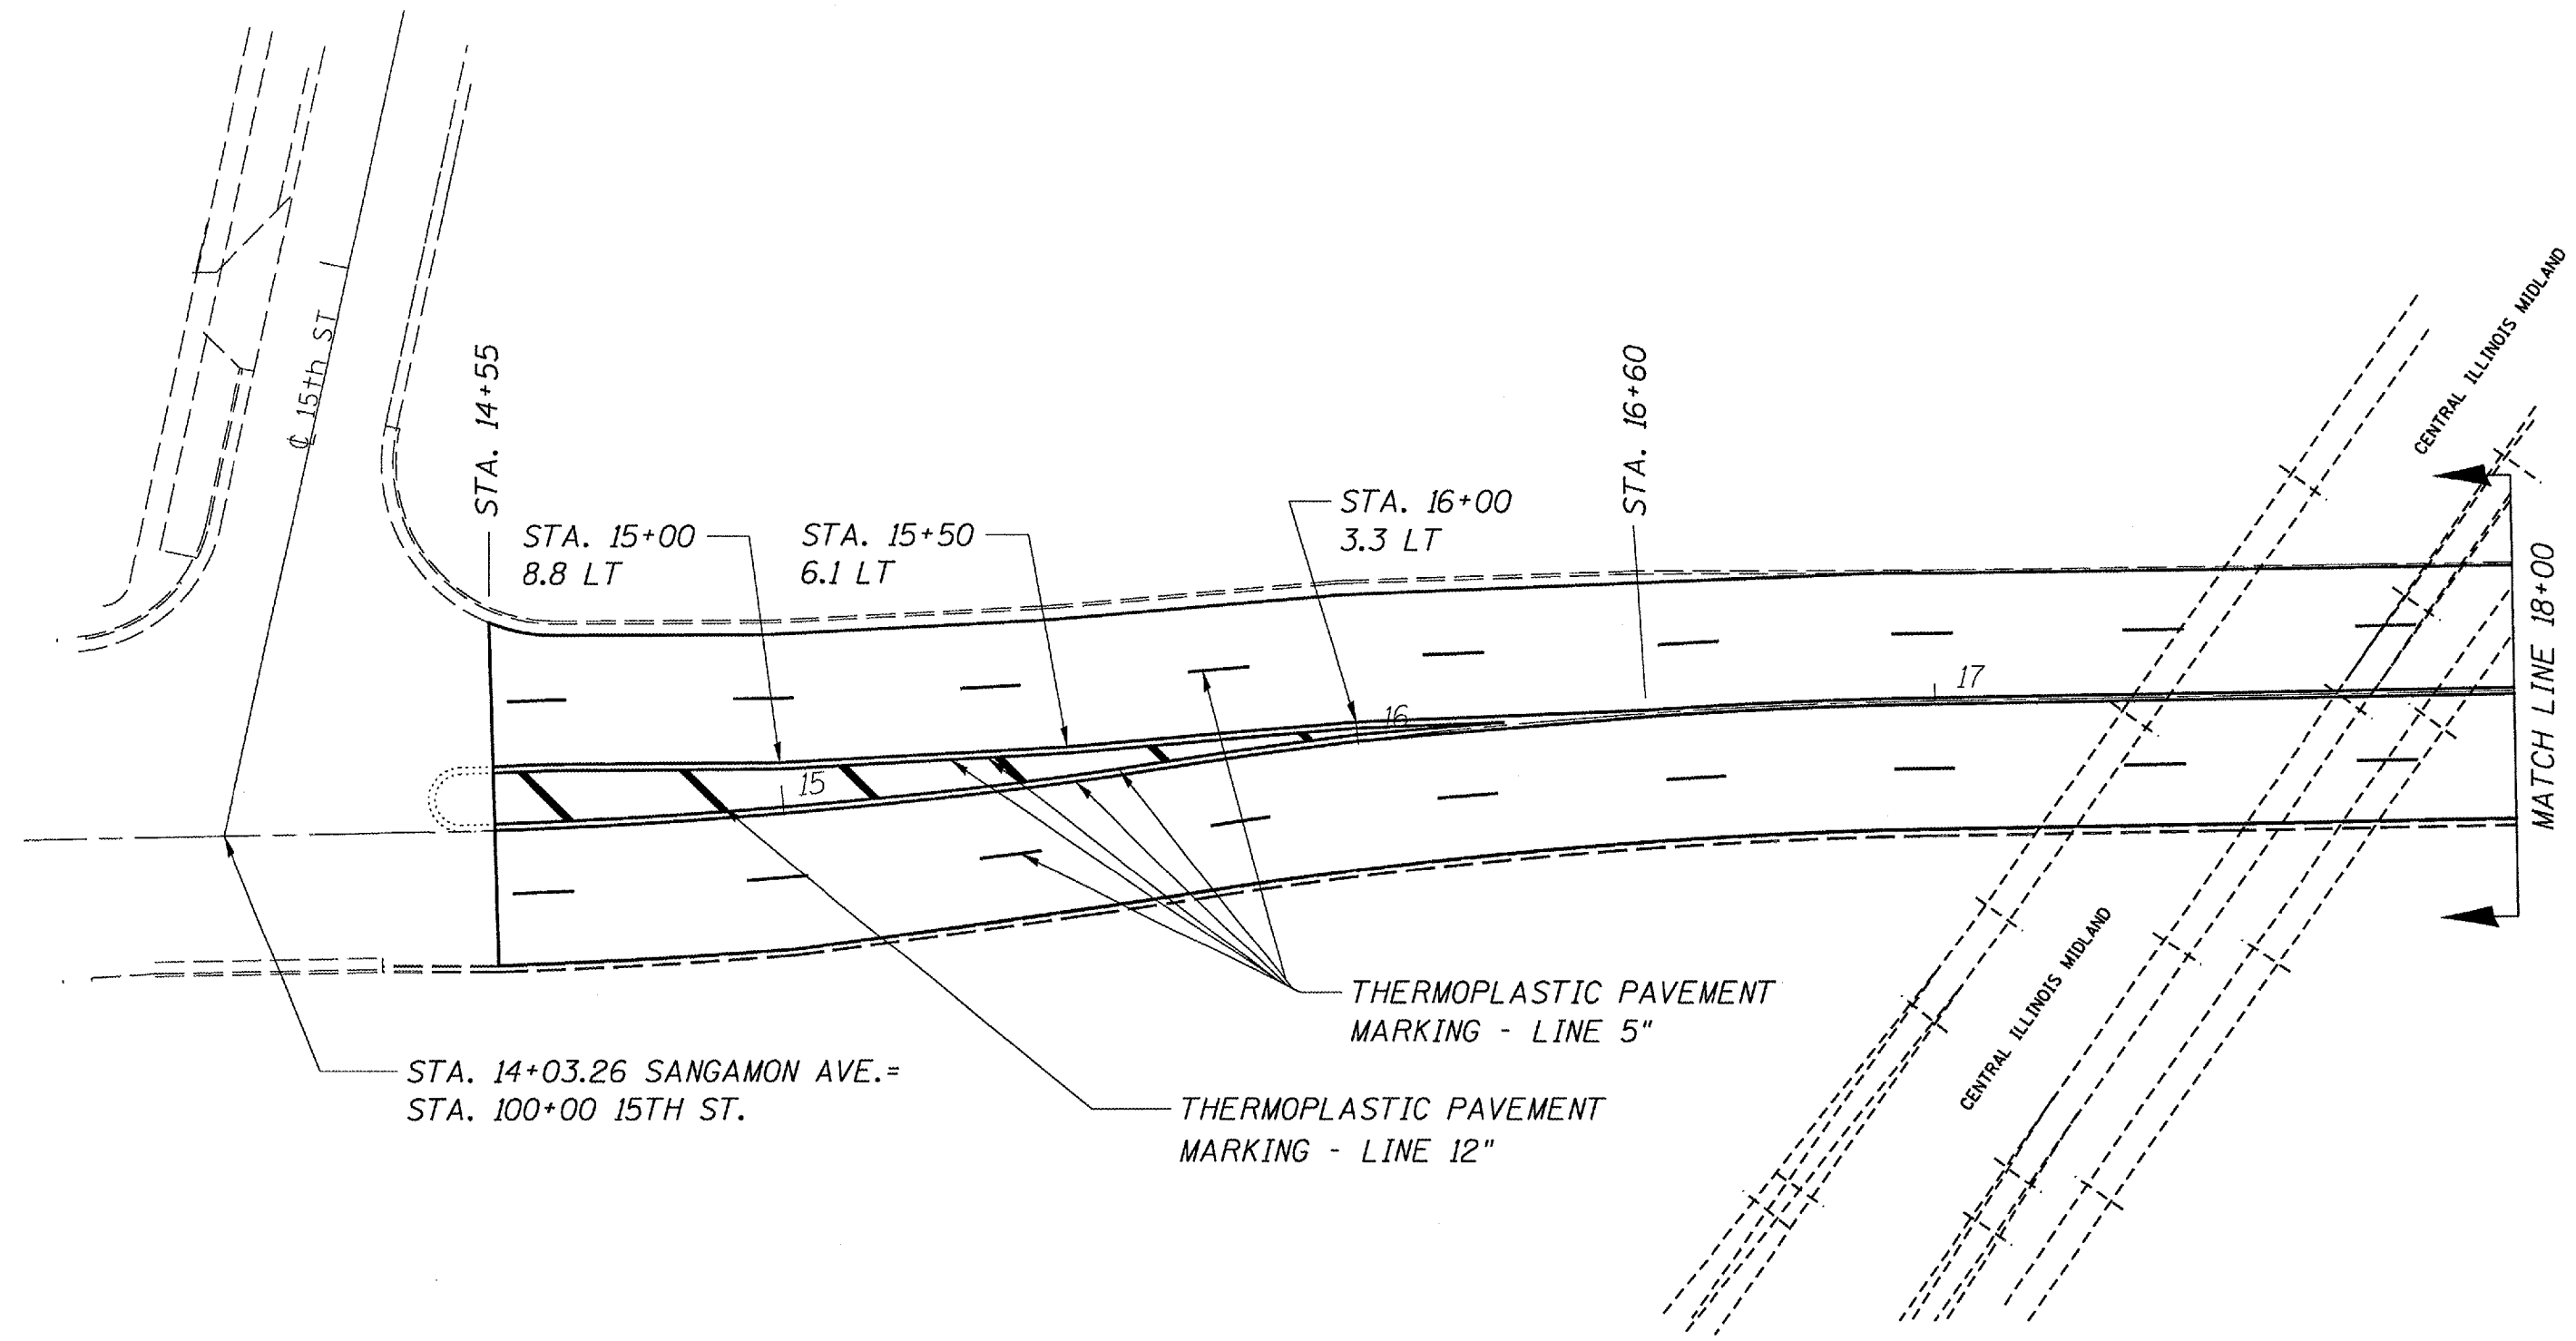 ℄ 15th ST
STA. 14+55
STA. 15+00
8.8 LT
STA. 15+50
6.1 LT
STA. 16+00
3.3 LT
STA. 16+60
CENTRAL ILLINOIS MIDLAND
MATCH LINE 18+00
15
16
17
CENTRAL ILLINOIS MIDLAND
THERMOPLASTIC PAVEMENT
MARKING - LINE 5"
STA. 14+03.26 SANGAMON AVE.=
STA. 100+00 15TH ST.
THERMOPLASTIC PAVEMENT
MARKING - LINE 12"